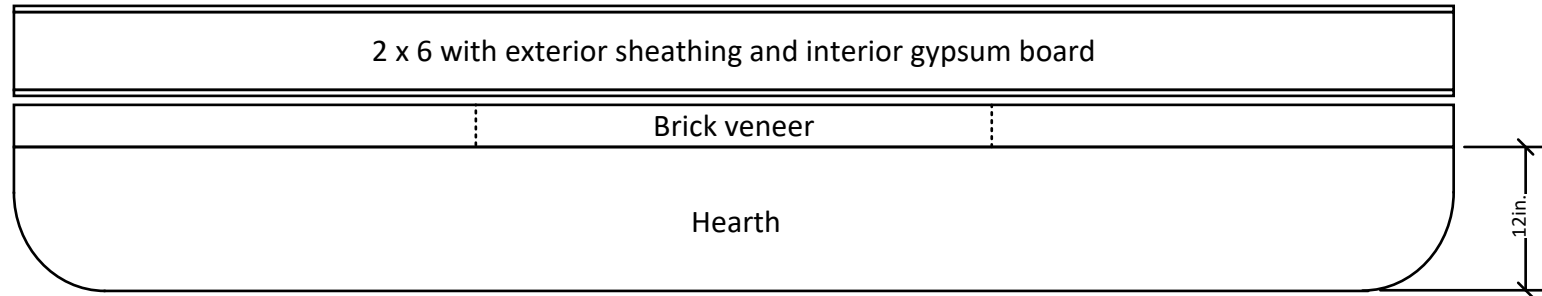 2 x 6 with exterior sheathing and interior gypsum board
Brick veneer
Hearth
12in.